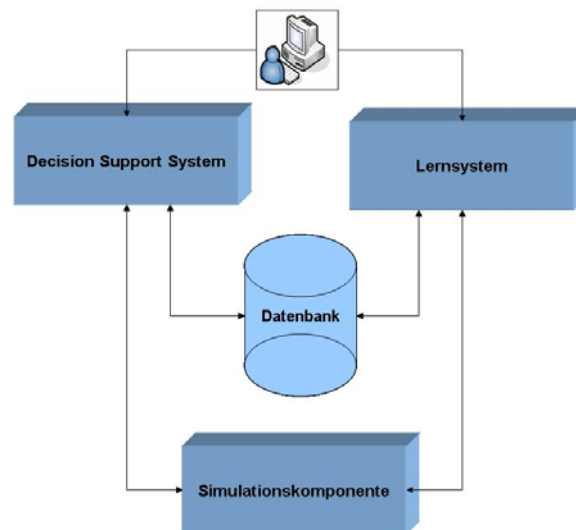 Decision Support System
Lernsystem
Datenbank
Simulationskomponente